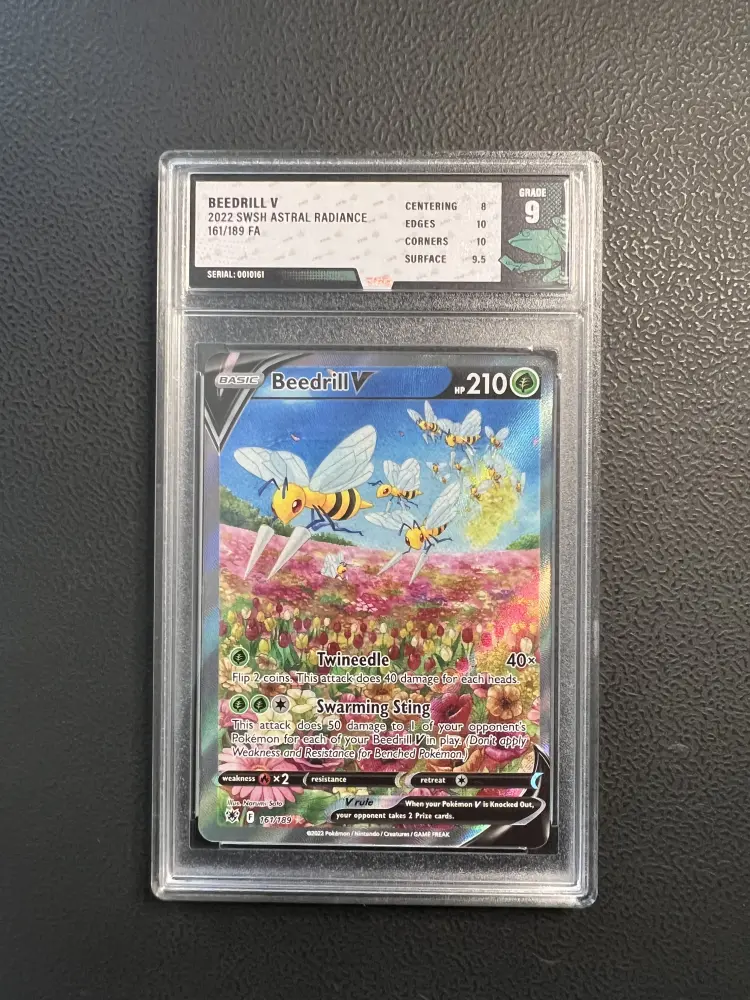 BEEDRILL V
2022 SWSH ASTRAL RADIANCE
161/189 FA
CENTERING 8
EDGES 10
CORNERS 10
SURFACE 9.5
GRADE
9
SERIAL: 0010161
BASIC Beedrill V HP 210
Twineedle 40×
Flip 2 coins. This attack does 40 damage for each heads.
Swarming Sting
This attack does 50 damage to 1 of your opponent's
Pokémon for each of your Beedrill V in play. (Don't apply
Weakness and Resistance for Benched Pokémon.)
weakness ×2 resistance retreat
V rule When your Pokémon V is Knocked Out,
your opponent takes 2 Prize cards.
Illus. Narumi Sato
F 161/189
©2022 Pokémon / Nintendo / Creatures / GAME FREAK